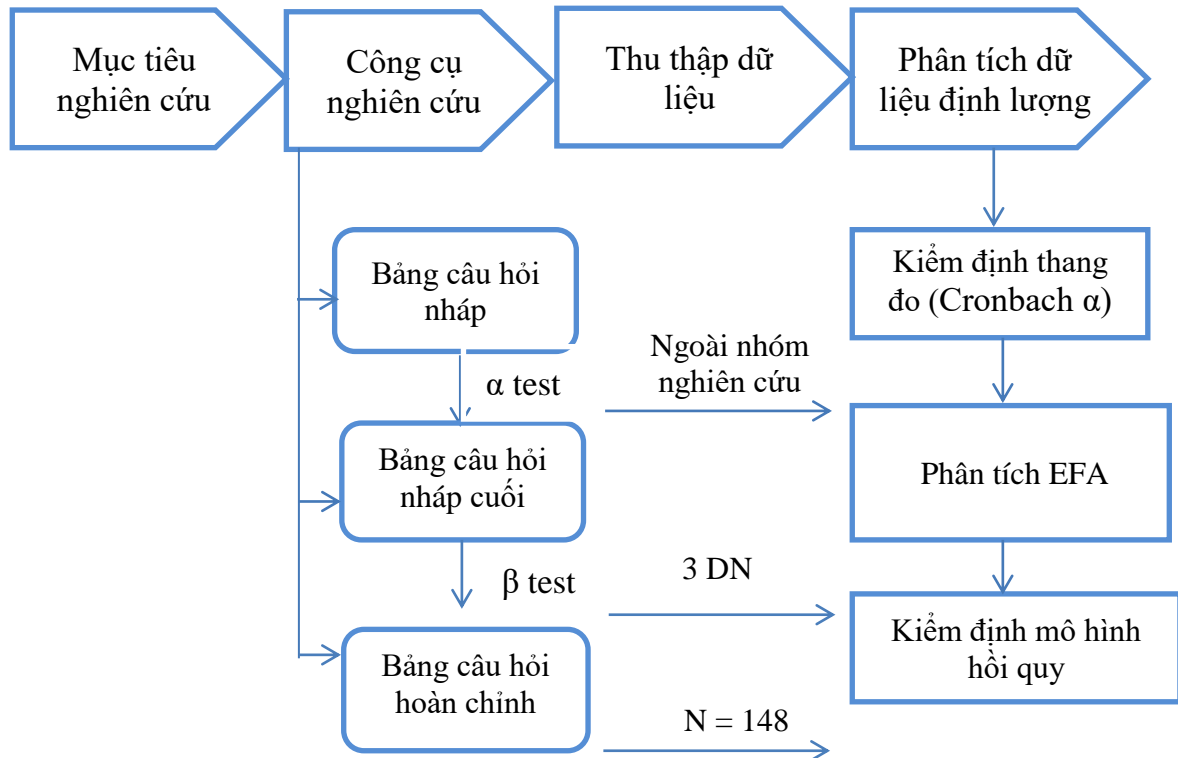 Mục tiêu
nghiên cứu
Công cụ
nghiên cứu
Thu thập dữ
liệu
Phân tích dữ
liệu định lượng
Bảng câu hỏi
nháp
α test
Bảng câu hỏi
nháp cuối
β test
Bảng câu hỏi
hoàn chỉnh
Ngoài nhóm
nghiên cứu
3 DN
N = 148
Kiểm định thang
đo (Cronbach α)
Phân tích EFA
Kiểm định mô hình
hồi quy